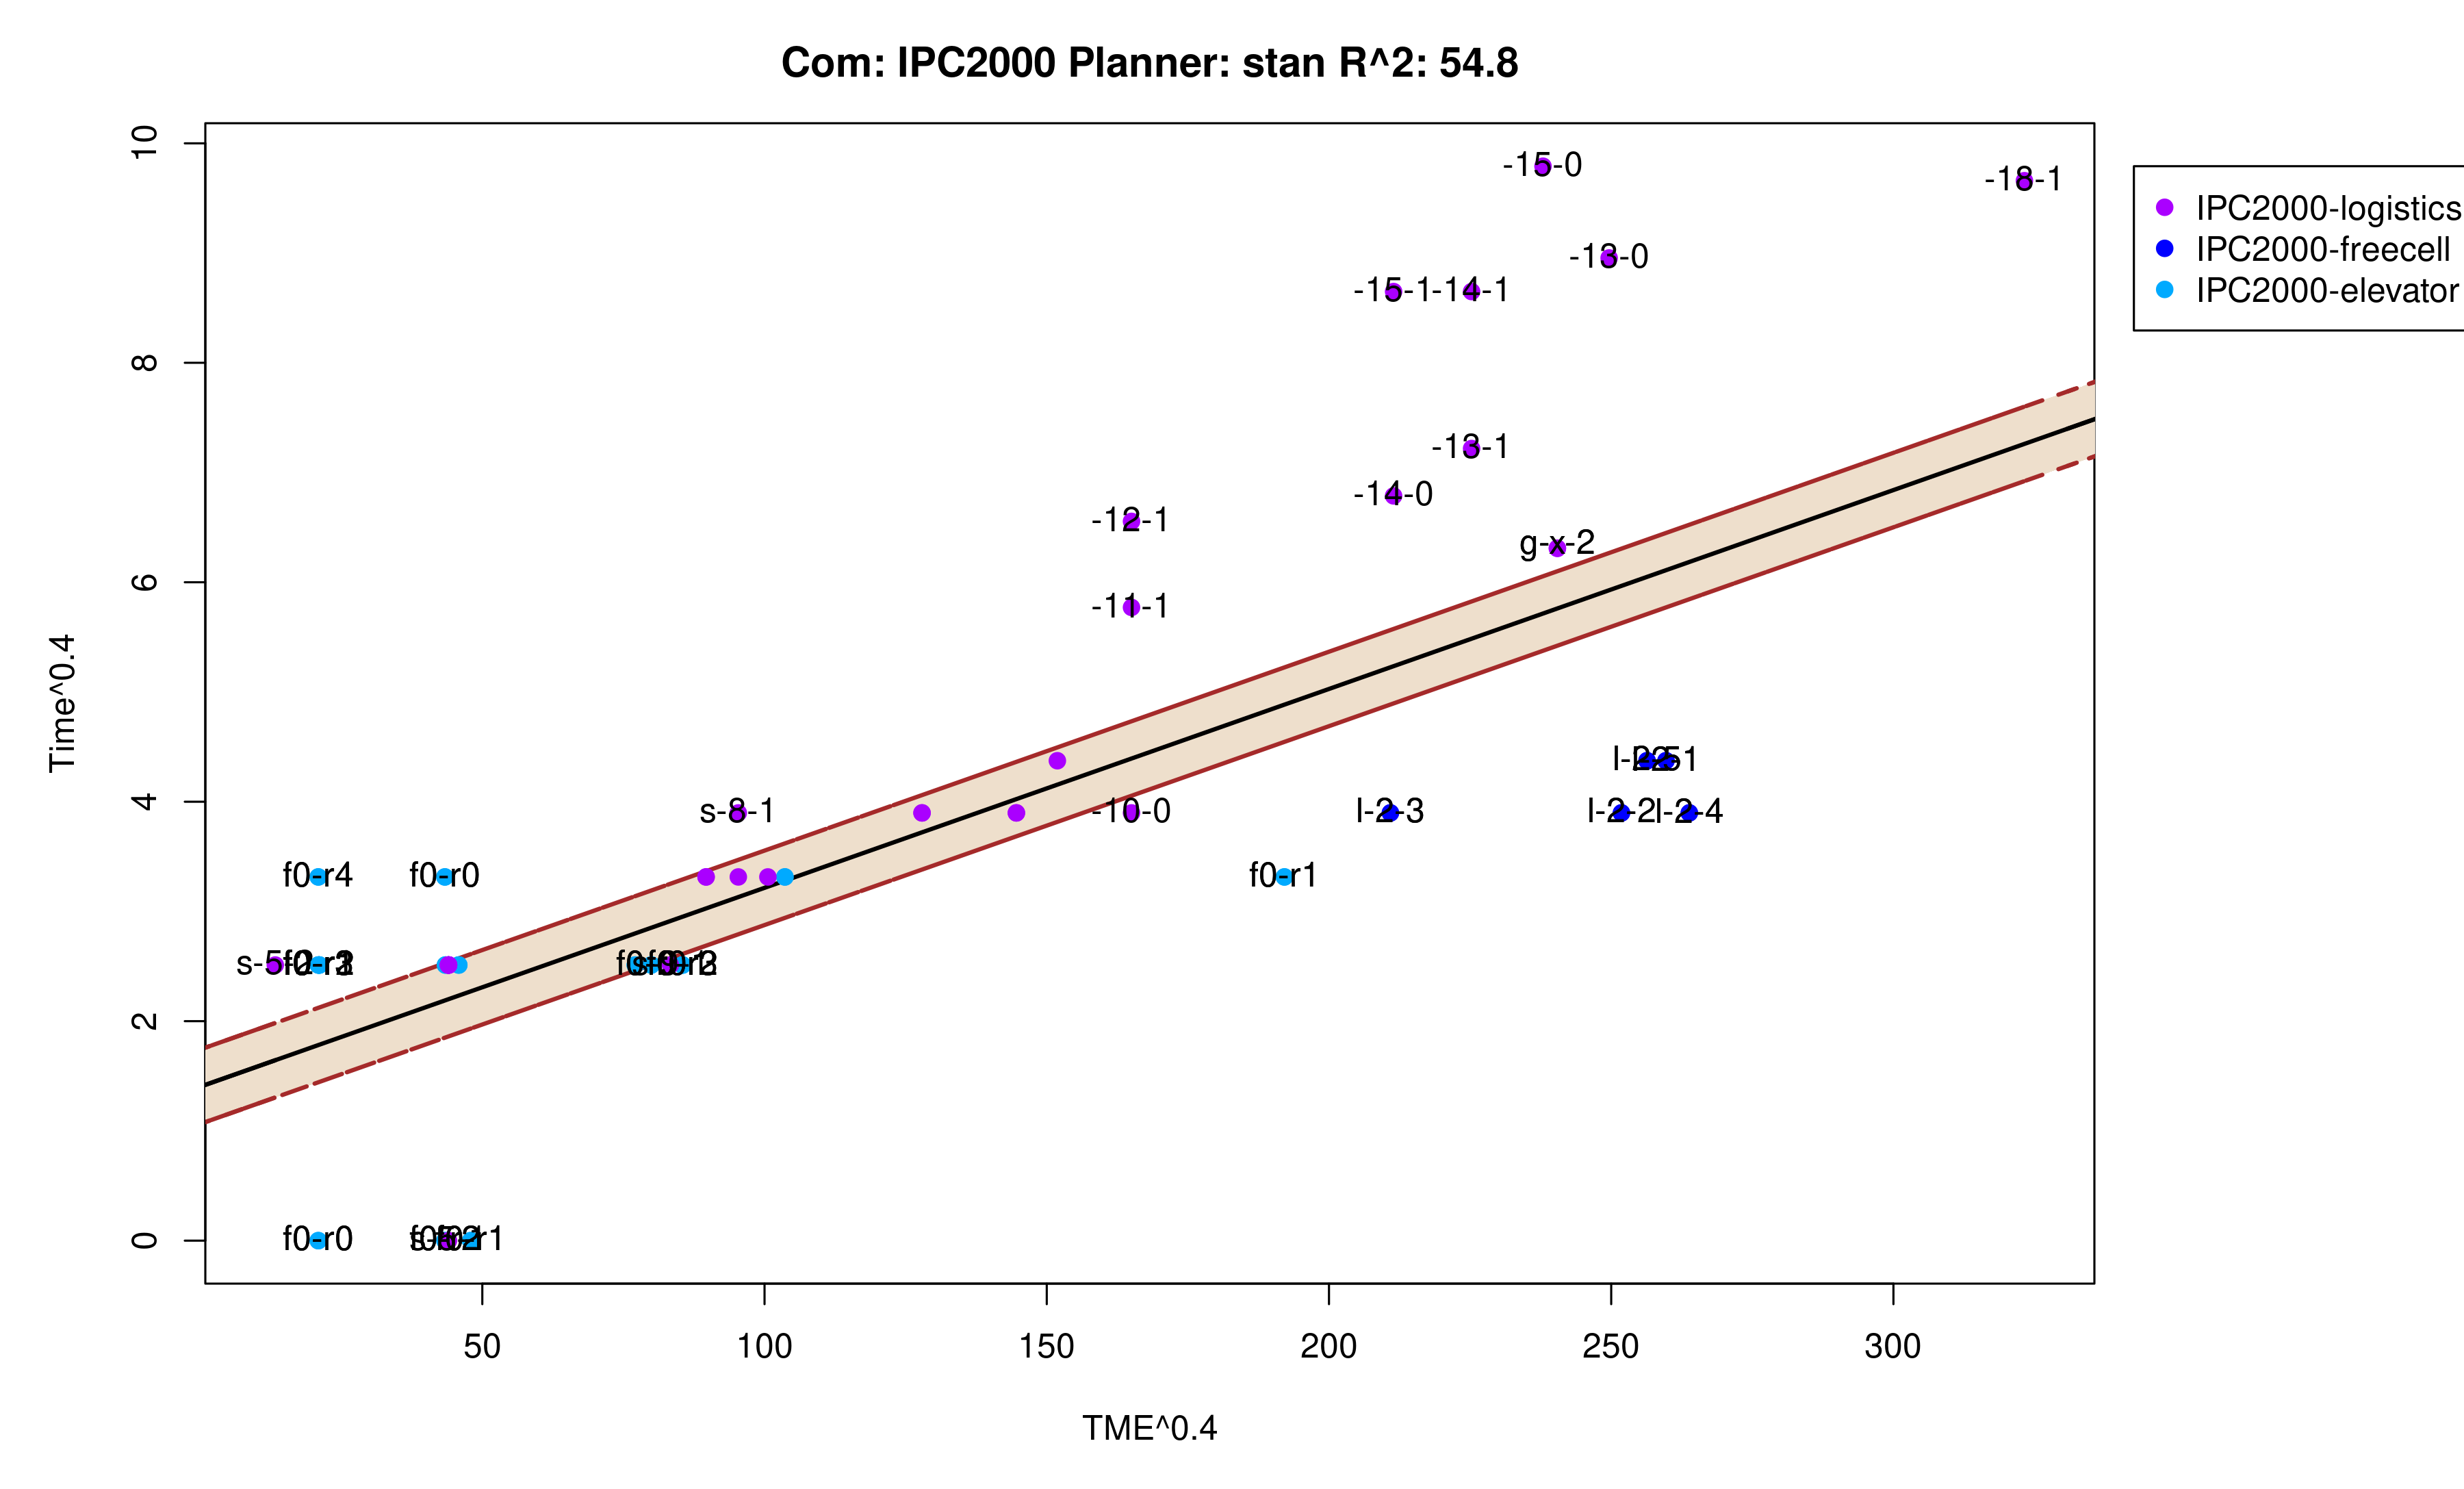 Com: IPC2000 Planner: stan R^2: 54.8
IPC2000-logistics
IPC2000-freecell
IPC2000-elevator
10
8
6
4
2
0
Time^0.4
-15-0
-18-1
-13-0
-15-1
-14-1
-13-1
-14-0
-12-1
g-x-2
-11-1
s-8-1
-10-0
l-2-3
l-2-2
l-2-4
f0-r4
f0-r0
f0-r1
f0-r0
50
100
150
200
250
300
TME^0.4